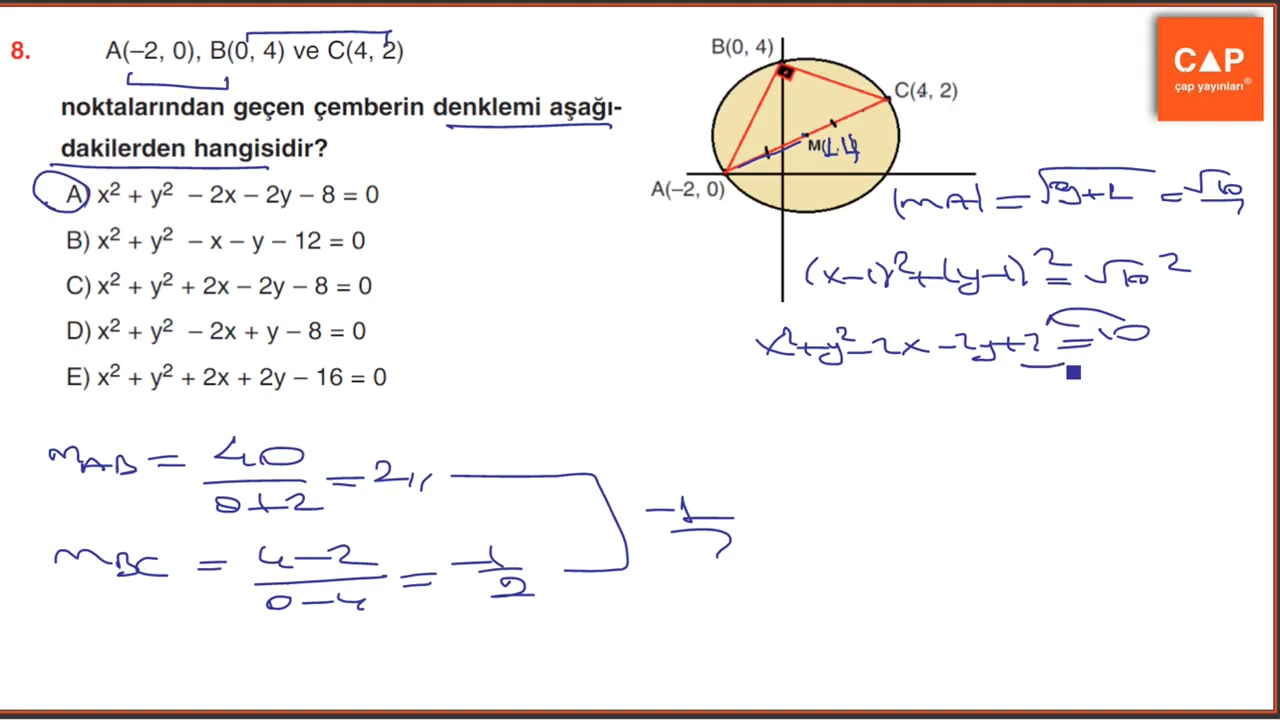 8. A(–2, 0), B(0, 4) ve C(4, 2)
noktalarından geçen çemberin denklemi aşağı-
dakilerden hangisidir?
A) x² + y² – 2x – 2y – 8 = 0
B) x² + y² – x – y – 12 = 0
C) x² + y² + 2x – 2y – 8 = 0
D) x² + y² – 2x + y – 8 = 0
E) x² + y² + 2x + 2y – 16 = 0
B(0, 4)
C(4, 2)
M(1,1)
A(–2, 0)
ÇAP
çap yayınları®
|MA| = √9+1 = √10
(x–1)²+(y–1)² = √10 ²
x²+y²–2x–2y+2 = 10
mAB = 4-0 / 0+2 = 2
mBC = 4–2 / 0–4 = –1/2